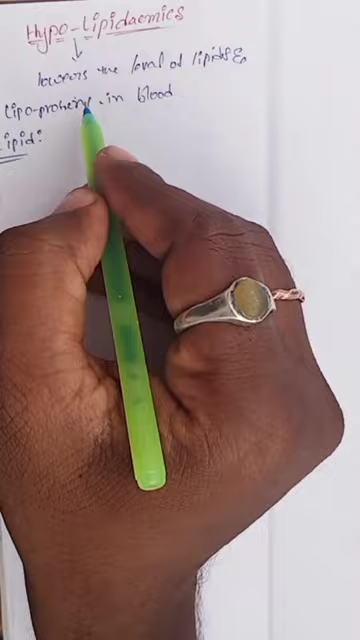 Hypo-Lipidaemics
lowers the level of lipids &
Lipo-proteins in blood
Lipid: